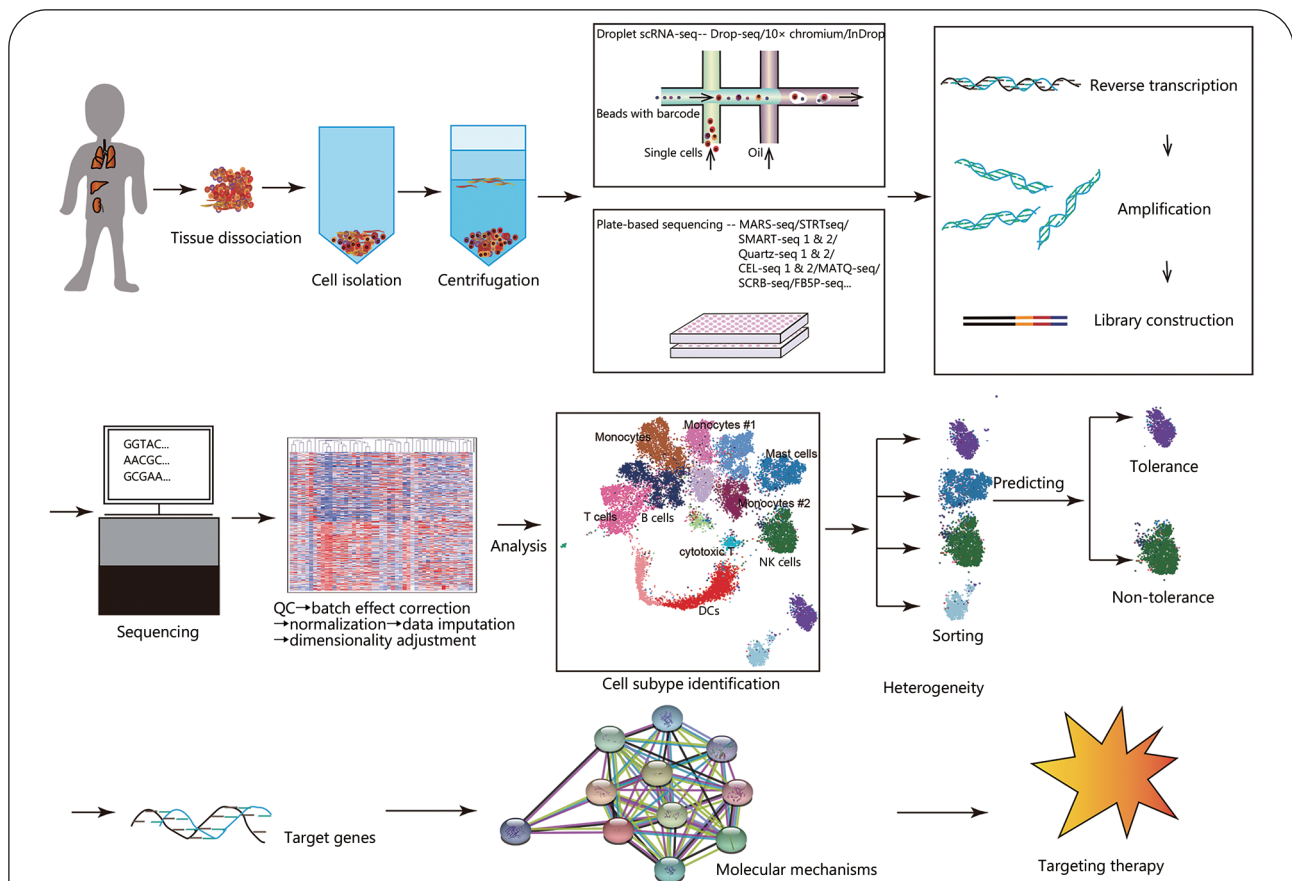 Droplet scRNA-seq-- Drop-seq/10× chromium/InDrop
Beads with barcode
Single cells
Oil
Tissue dissociation
Cell isolation
Centrifugation
Plate-based sequencing -- MARS-seq/STRTseq/
SMART-seq 1 & 2/
Quartz-seq 1 & 2/
CEL-seq 1 & 2/MATQ-seq/
SCRB-seq/FB5P-seq...
Reverse transcription
Amplification
Library construction
GGTAC...
AACGC...
GCGAA...
Sequencing
QC→batch effect correction
→normalization→data imputation
→dimensionality adjustment
Analysis
Monocytes
Monocytes #1
Mast cells
T cells
B cells
Monocytes #2
cytotoxic T
NK cells
DCs
Cell subype identification
Sorting
Heterogeneity
Predicting
Tolerance
Non-tolerance
Target genes
Molecular mechanisms
Targeting therapy